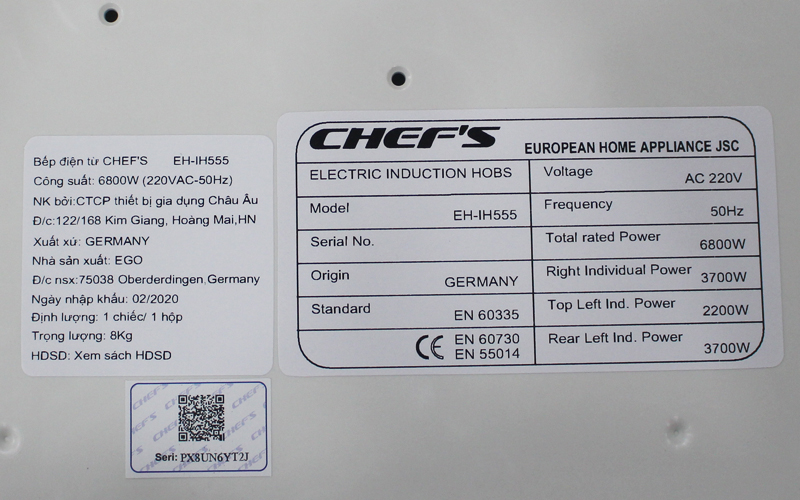 Bếp điện từ CHEF'S EH-IH555
Công suất: 6800W (220VAC-50Hz)
NK bởi:CTCP thiết bị gia dụng Châu Âu
Đ/c:122/168 Kim Giang, Hoàng Mai,HN
Xuất xứ: GERMANY
Nhà sản xuất: EGO
Đ/c nsx:75038 Oberderdingen,Germany
Ngày nhập khẩu: 02/2020
Định lượng: 1 chiếc/ 1 hộp
Trọng lượng: 8Kg
HDSD: Xem sách HDSD
Seri: PX8UN6YT2J
CHEF'S
EUROPEAN HOME APPLIANCE JSC
ELECTRIC INDUCTION HOBS
Model EH-IH555
Serial No.
Origin GERMANY
Standard EN 60335
CE EN 60730
EN 55014
Voltage AC 220V
Frequency 50Hz
Total rated Power 6800W
Right Individual Power 3700W
Top Left Ind. Power 2200W
Rear Left Ind. Power 3700W